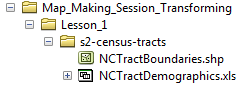 Map_Making_Session_Transforming
Lesson_1
s2-census-tracts
NCTractBoundaries.shp
NCTractDemographics.xls